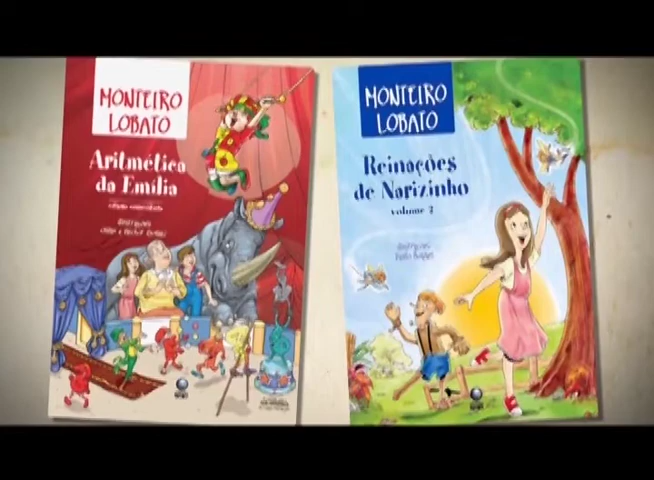 MONTEIRO
LOBATO
Aritmética
da Emília
MONTEIRO
LOBATO
Reinações
de Narizinho
volume 2